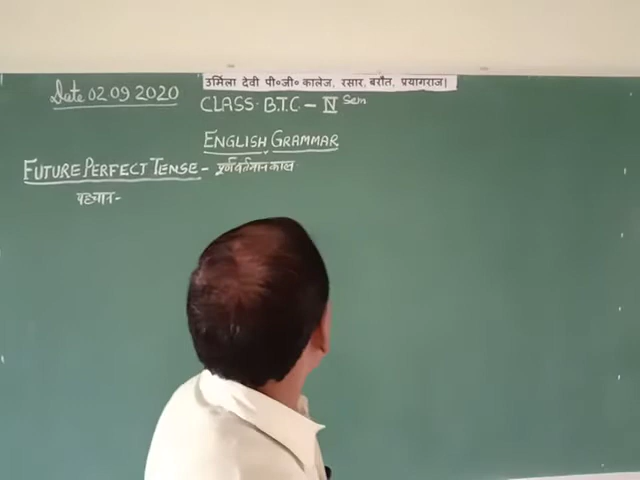 उर्मिला देवी पी०जी० कालेज, रसार, बरौत, प्रयागराज।
Date 02.09 2020
CLASS- B.T.C. - IV Sem
ENGLISH GRAMMAR
FUTURE PERFECT TENSE - पूर्ण वर्तमान काल
पहचान-